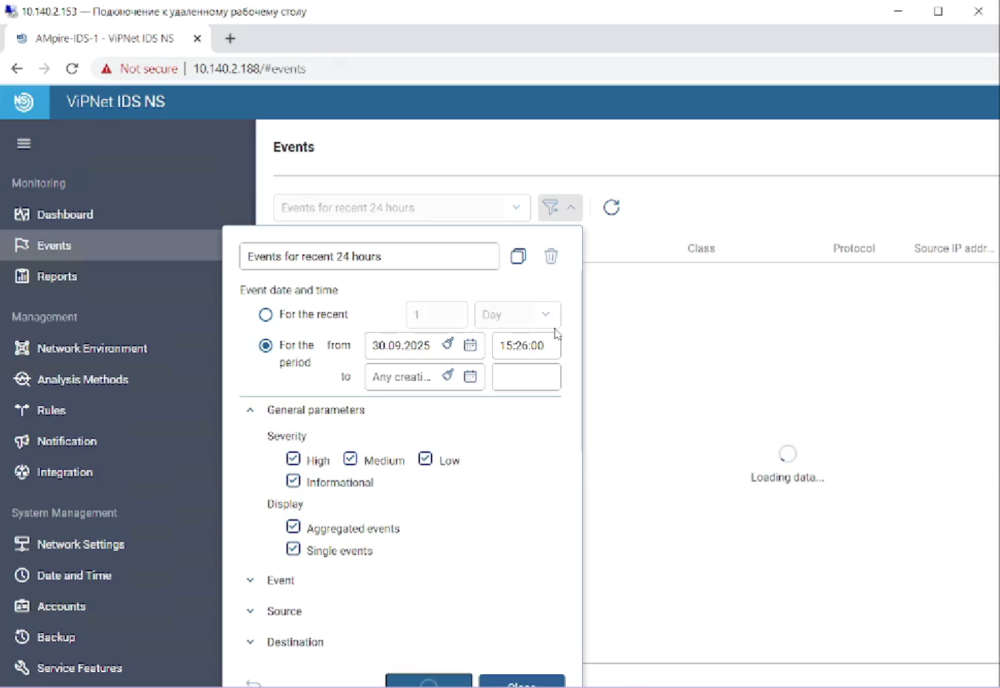 10.140.2.153 — Подключение к удаленному рабочему столу
AMpire-IDS-1 - ViPNet IDS NS
Not secure | 10.140.2.188/#events
NS
ViPNet IDS NS
Events
Monitoring
Events for recent 24 hours
Dashboard
Events
Class
Protocol
Source IP addr...
Events for recent 24 hours
Reports
Event date and time
For the recent
1
Day
Management
For the period
from
30.09.2025
15:26:00
Network Environment
to
Any creati...
Analysis Methods
General parameters
Rules
Severity
Notification
High
Medium
Low
Integration
Informational
Loading data...
Display
System Management
Aggregated events
Network Settings
Single events
Date and Time
Event
Accounts
Source
Backup
Destination
Service Features
Close